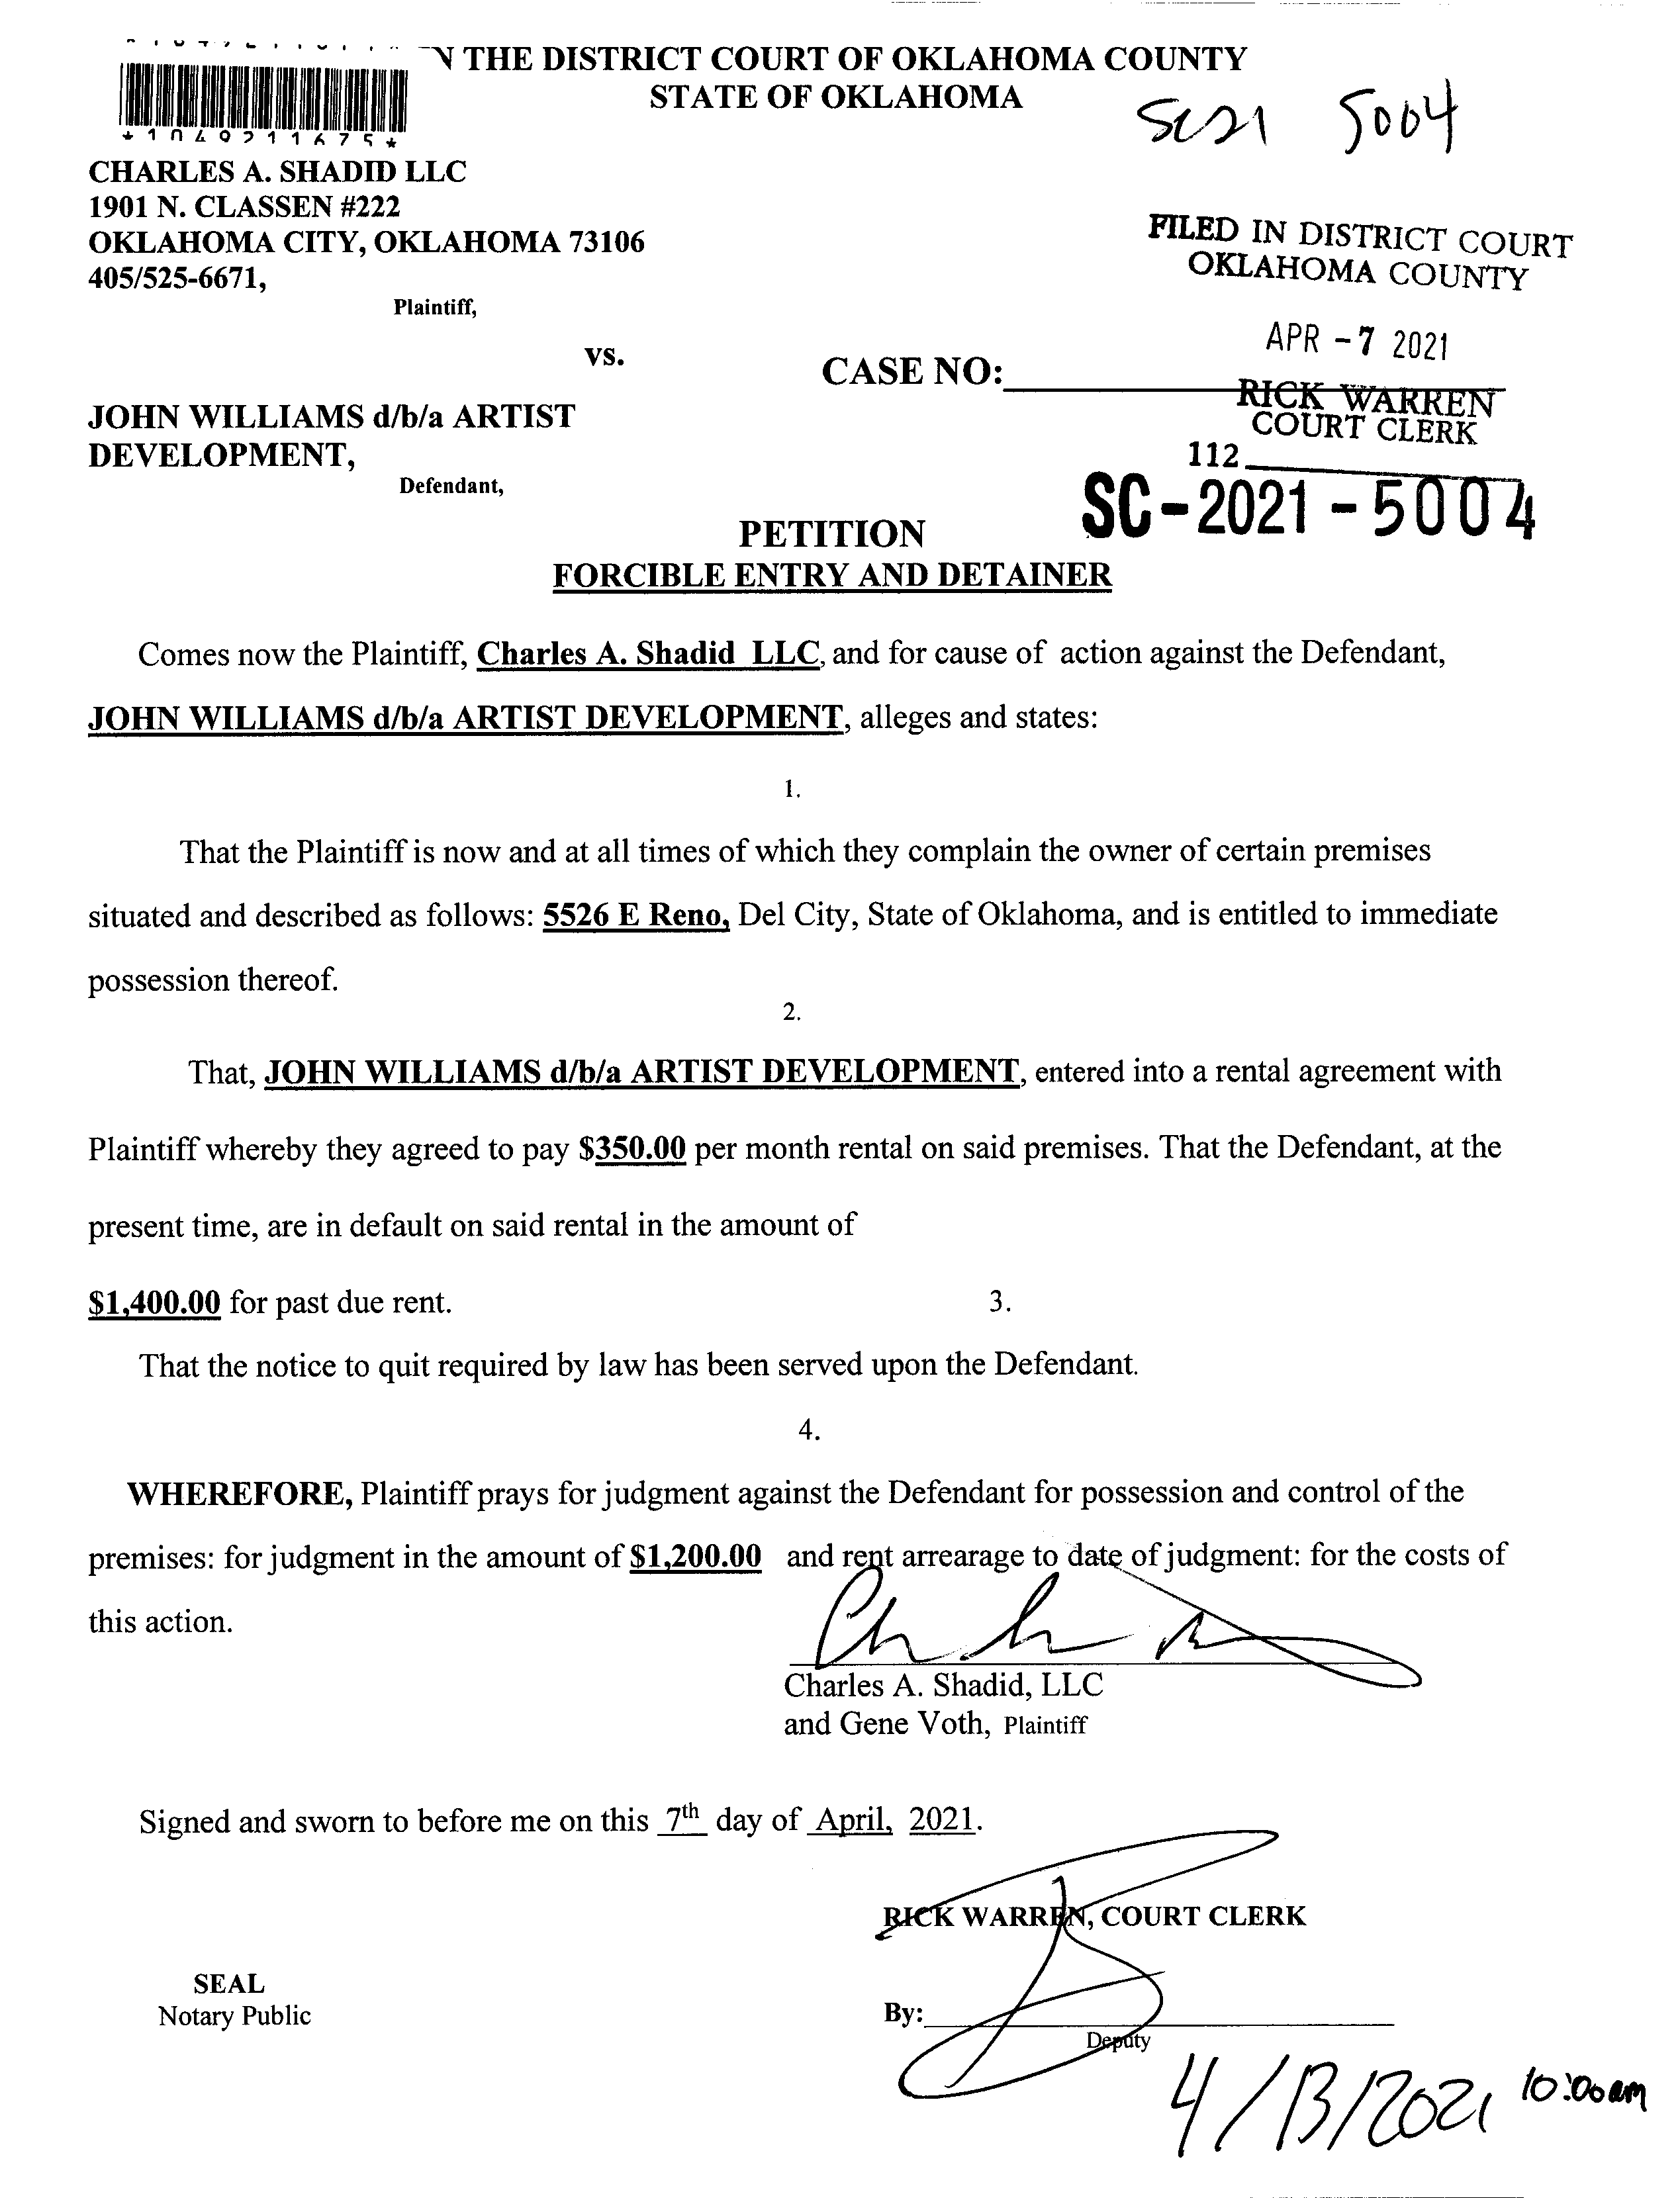 THE DISTRICT COURT OF OKLAHOMA COUNTY
STATE OF OKLAHOMA
SC21 5004
CHARLES A. SHADID LLC
1901 N. CLASSEN #222
OKLAHOMA CITY, OKLAHOMA 73106
405/525-6671,
Plaintiff,
FILED IN DISTRICT COURT
OKLAHOMA COUNTY
APR - 7 2021
vs.
CASE NO:
RICK WARREN
COURT CLERK
JOHN WILLIAMS d/b/a ARTIST
DEVELOPMENT,
Defendant,
112
SC-2021-5004
PETITION
FORCIBLE ENTRY AND DETAINER
Comes now the Plaintiff, Charles A. Shadid LLC, and for cause of action against the Defendant,
JOHN WILLIAMS d/b/a ARTIST DEVELOPMENT, alleges and states:
1.
That the Plaintiff is now and at all times of which they complain the owner of certain premises
situated and described as follows: 5526 E Reno, Del City, State of Oklahoma, and is entitled to immediate
possession thereof.
2.
That, JOHN WILLIAMS d/b/a ARTIST DEVELOPMENT, entered into a rental agreement with
Plaintiff whereby they agreed to pay $350.00 per month rental on said premises. That the Defendant, at the
present time, are in default on said rental in the amount of
$1,400.00 for past due rent. 3.
That the notice to quit required by law has been served upon the Defendant.
4.
WHEREFORE, Plaintiff prays for judgment against the Defendant for possession and control of the
premises: for judgment in the amount of $1,200.00 and rent arrearage to date of judgment: for the costs of
this action.
Charles A. Shadid, LLC
and Gene Voth, Plaintiff
Signed and sworn to before me on this 7th day of April, 2021.
RICK WARREN, COURT CLERK
SEAL
Notary Public
By:
Deputy
4/13/2021 10:00am